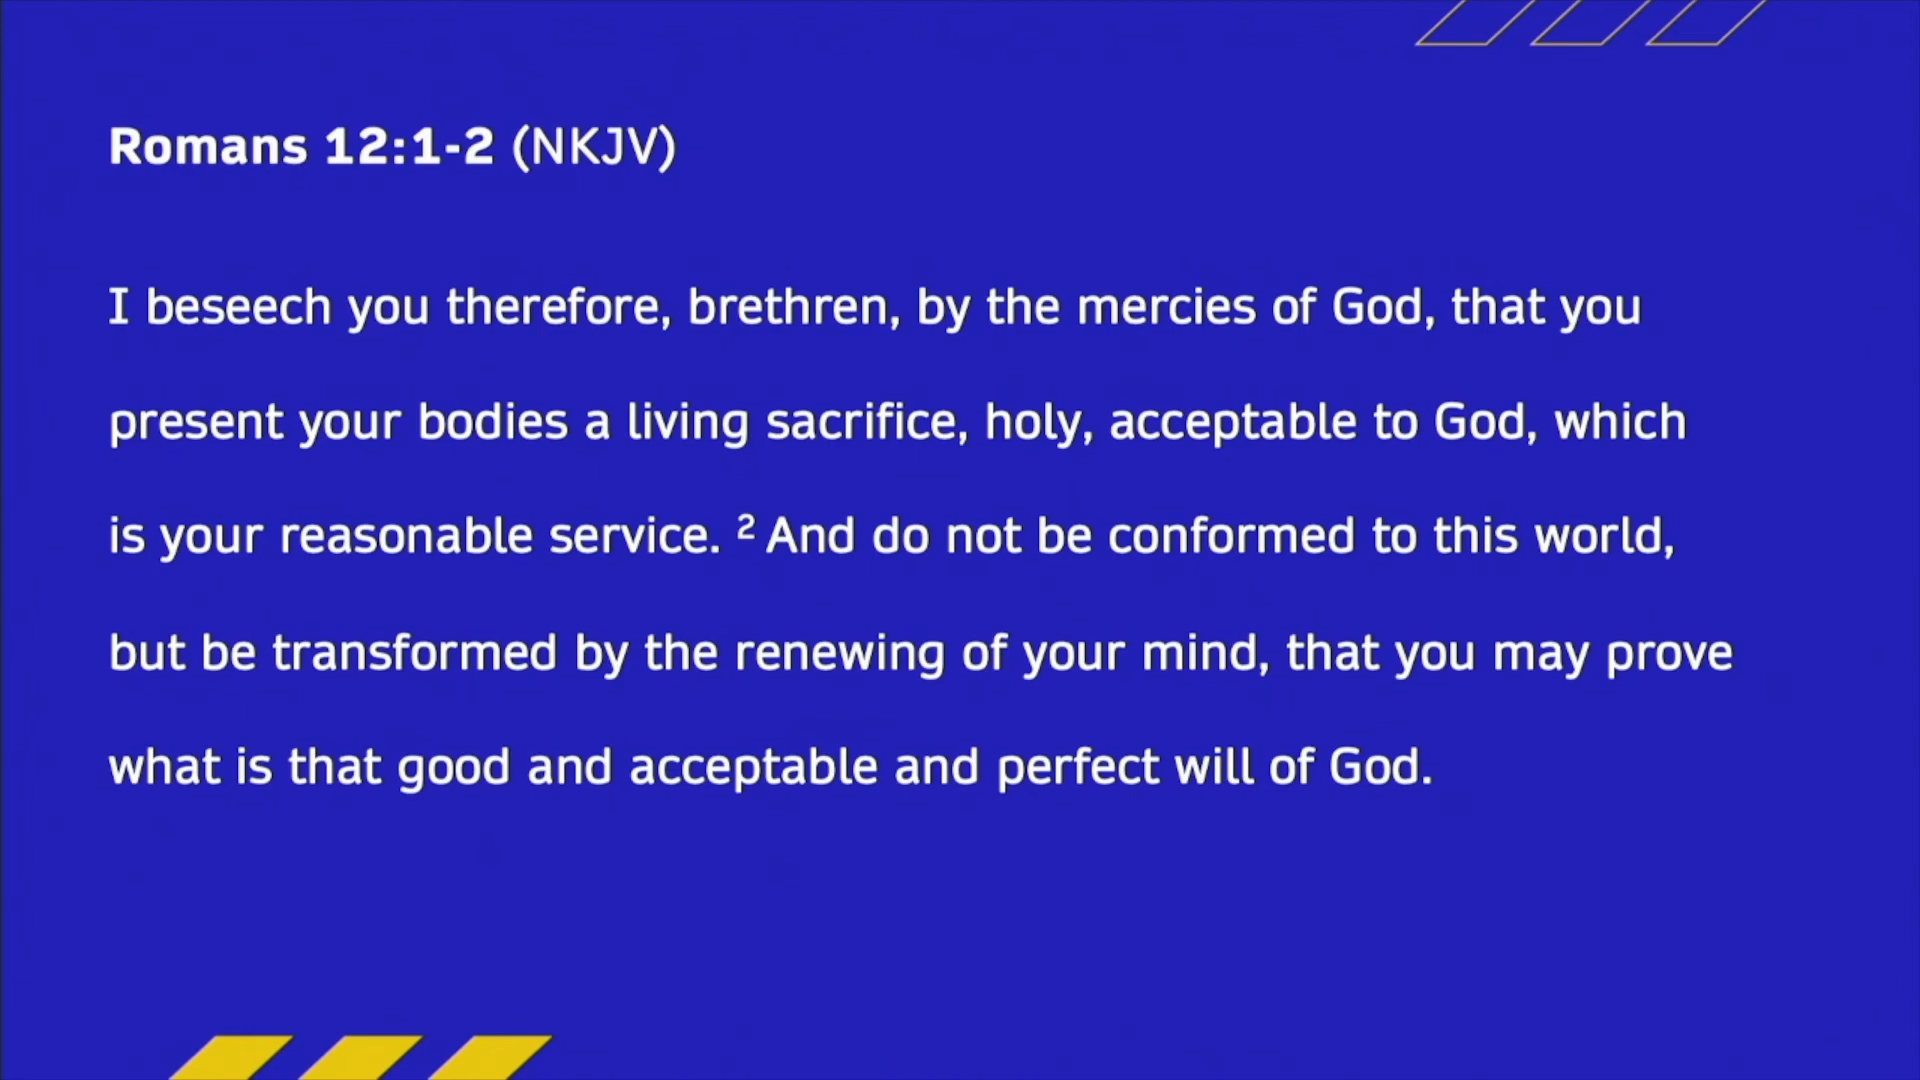 Romans 12:1-2 (NKJV)
I beseech you therefore, brethren, by the mercies of God, that you
present your bodies a living sacrifice, holy, acceptable to God, which
is your reasonable service. ² And do not be conformed to this world,
but be transformed by the renewing of your mind, that you may prove
what is that good and acceptable and perfect will of God.